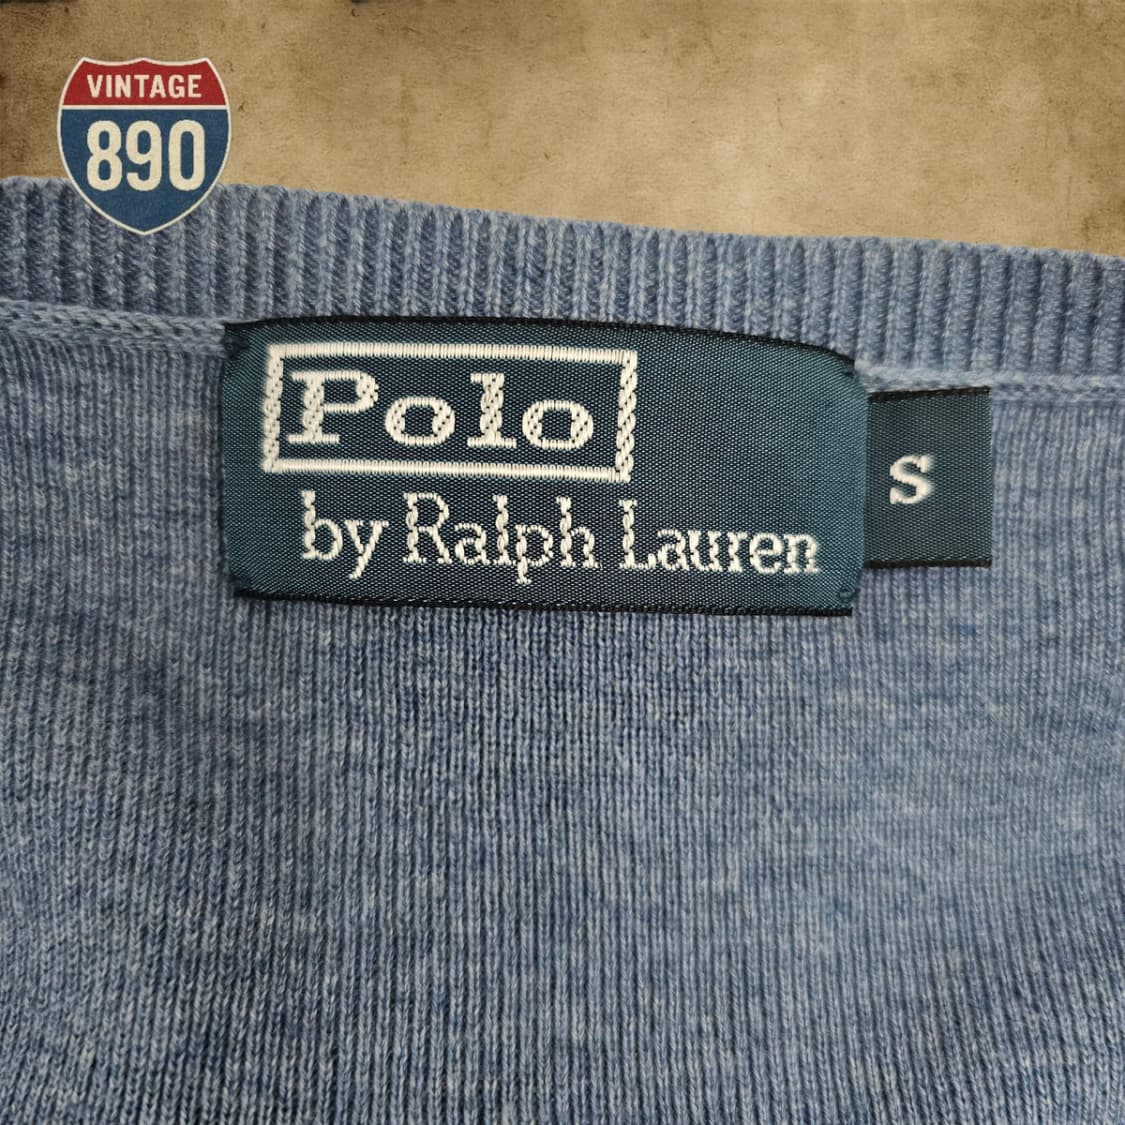 VINTAGE
890
Polo
by Ralph Lauren
S